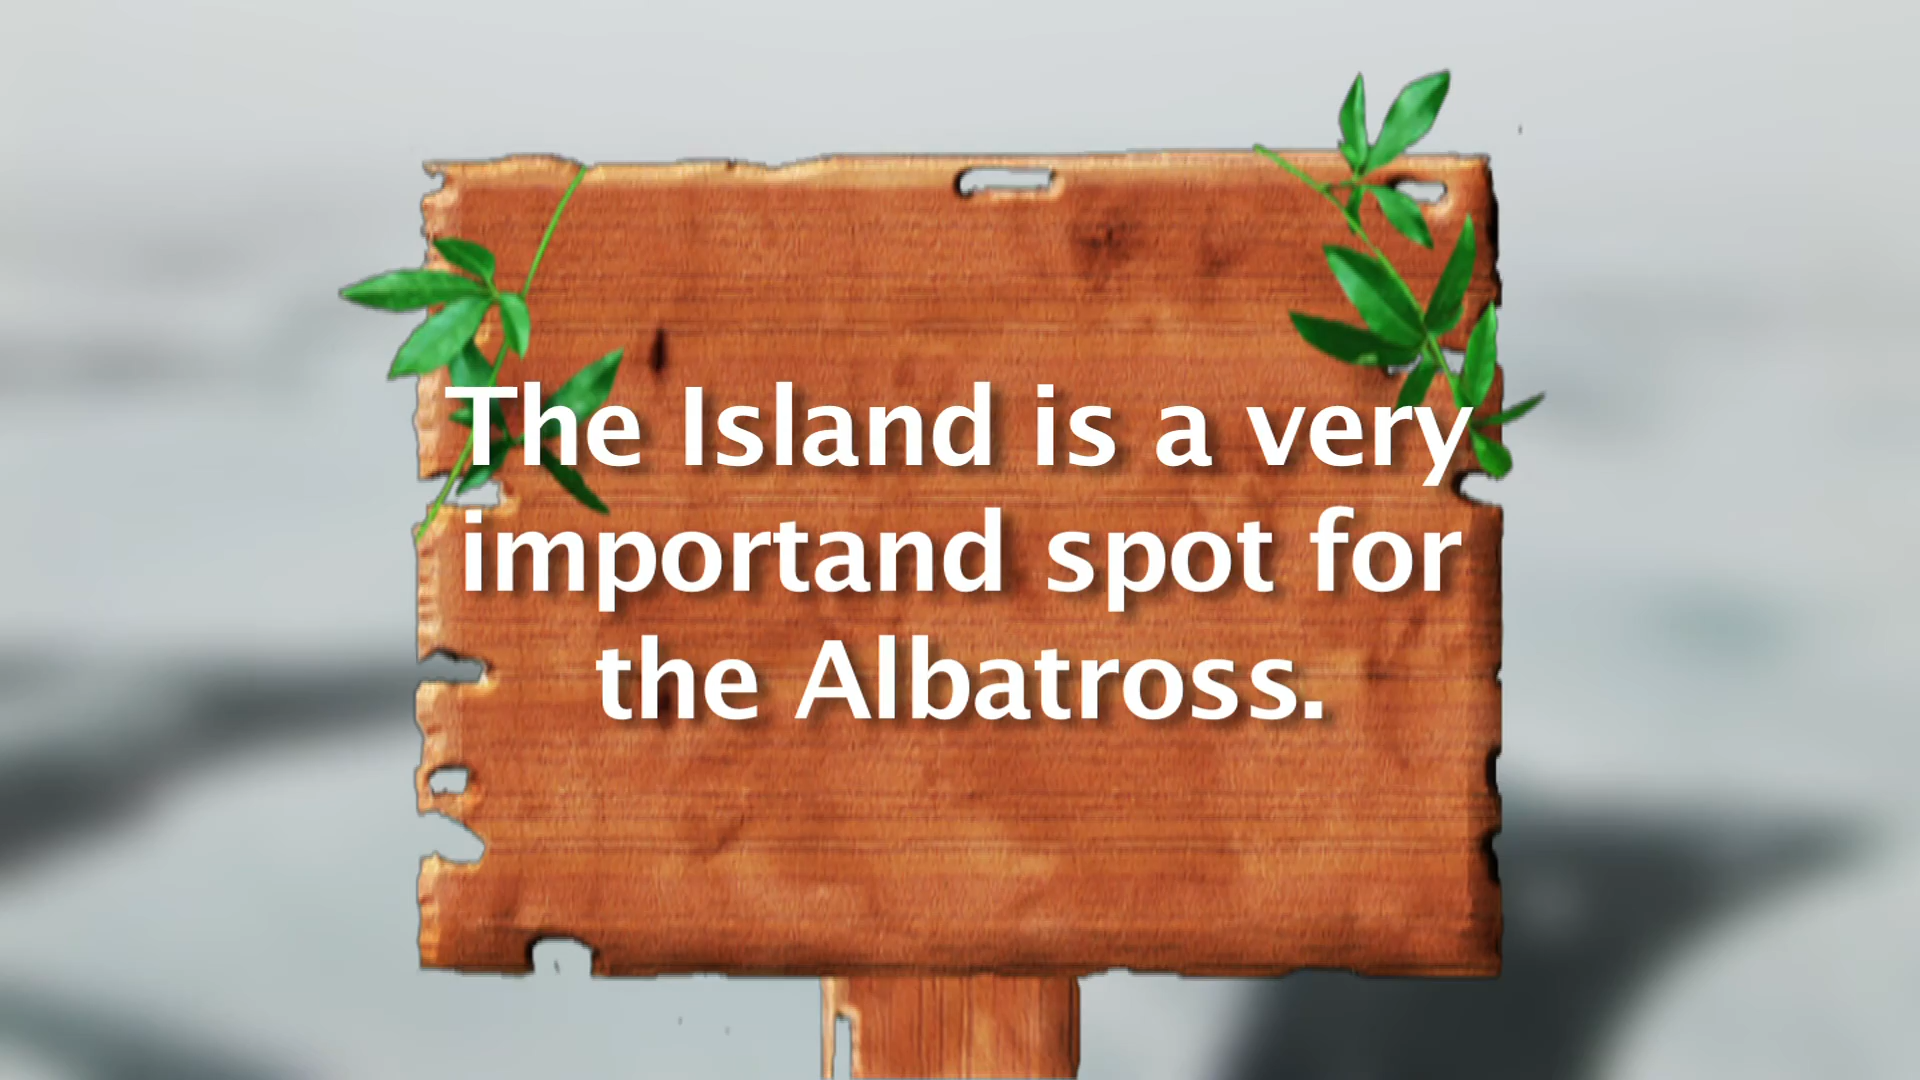 The Island is a very
importand spot for
the Albatross.